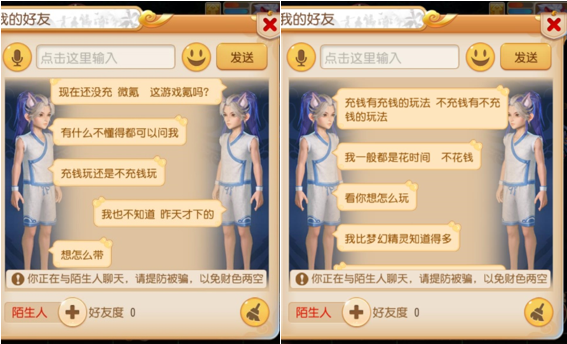 我的好友
点击这里输入
发送
现在还没充 微氪 这游戏氪吗?
有什么不懂得都可以问我
充钱玩还是不充钱玩
我也不知道 昨天才下的
想怎么带
你正在与陌生人聊天，请提防被骗，以免财色两空
陌生人
好友度 0
我的好友
点击这里输入
发送
充钱有充钱的玩法 不充钱有不充
钱的玩法
我一般都是花时间 不花钱
看你想怎么玩
我比梦幻精灵知道得多
你正在与陌生人聊天，请提防被骗，以免财色两空
陌生人
好友度 0